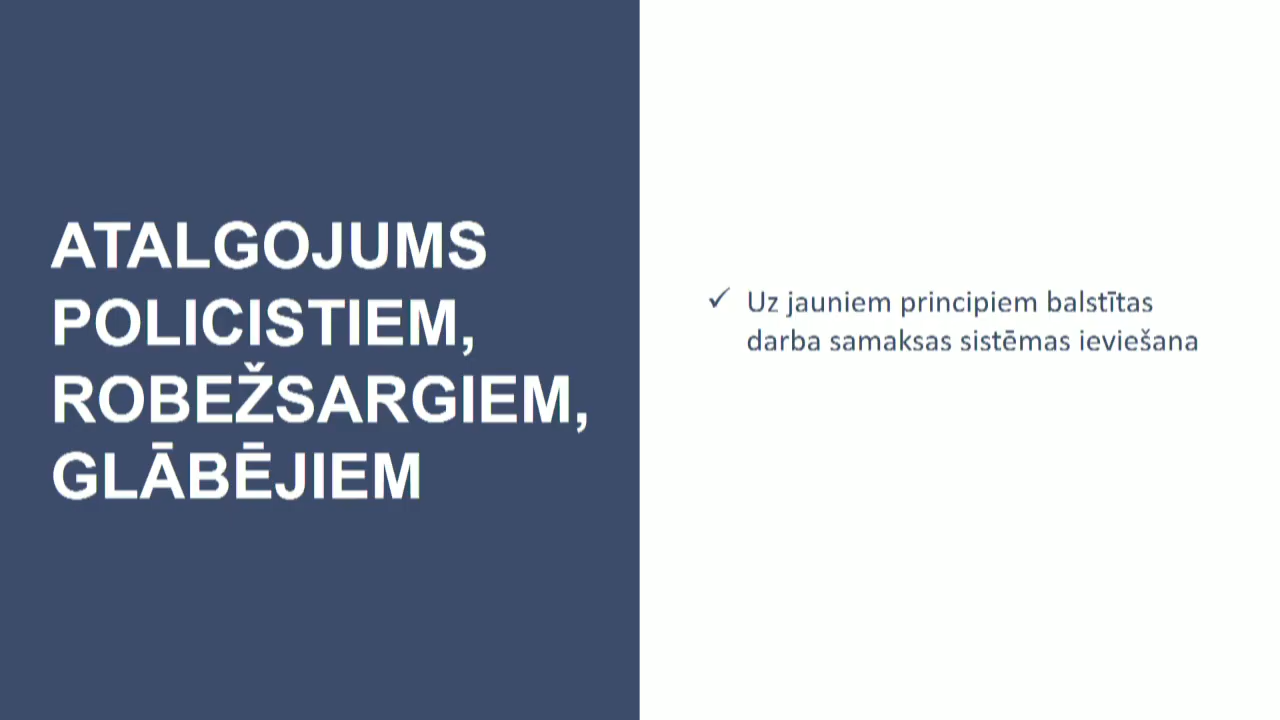 ATALGOJUMS
POLICISTIEM,
ROBEŽSARGIEM,
GLĀBĒJIEM
✓ Uz jauniem principiem balstītas
darba samaksas sistēmas ieviešana